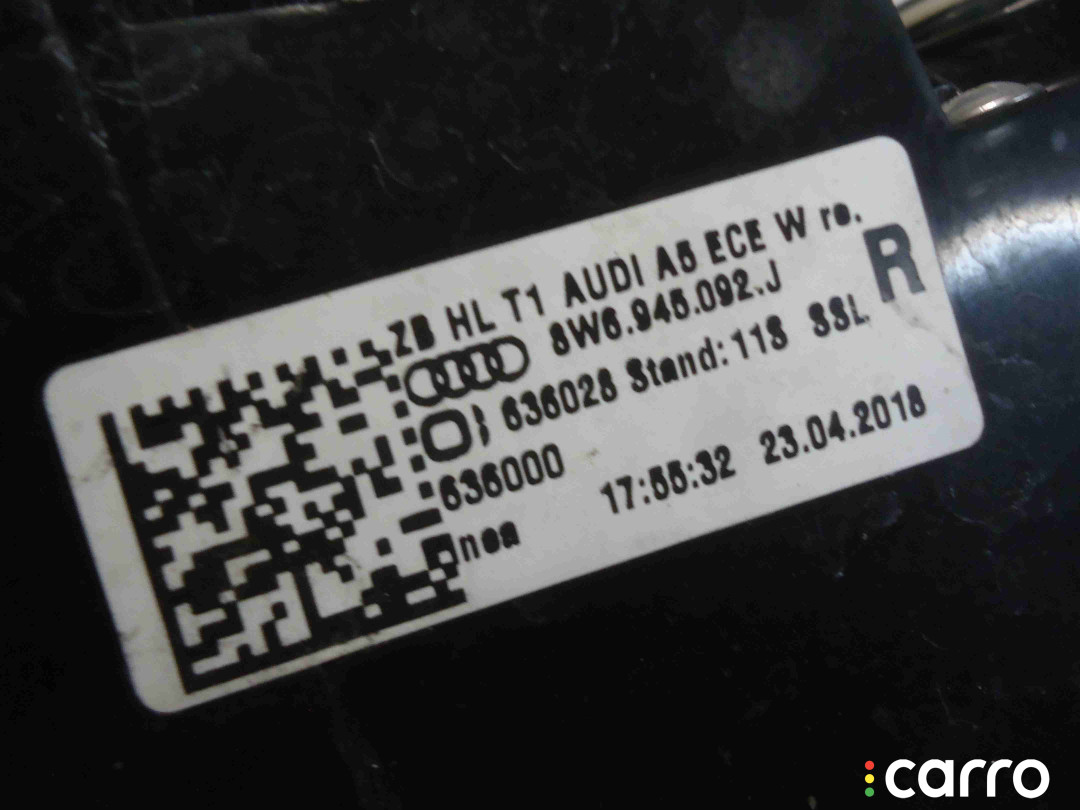 ZB HL T1 AUDI A5 ECE W re.
8W6.945.092.J
R
636028 Stand:11S SSL
636000
nea 17:55:32 23.04.2018
carro